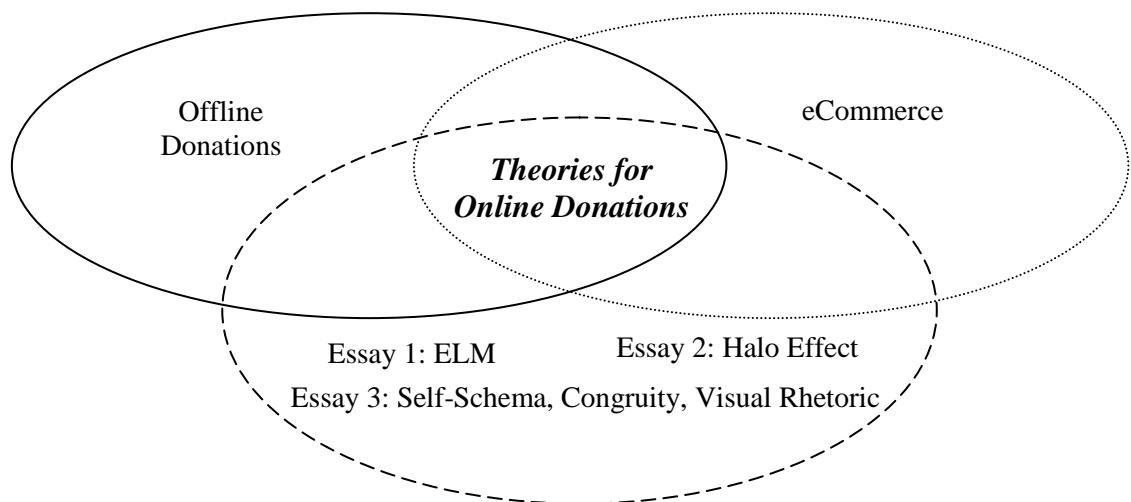 Offline
Donations
eCommerce
Theories for
Online Donations
Essay 1: ELM
Essay 2: Halo Effect
Essay 3: Self-Schema, Congruity, Visual Rhetoric